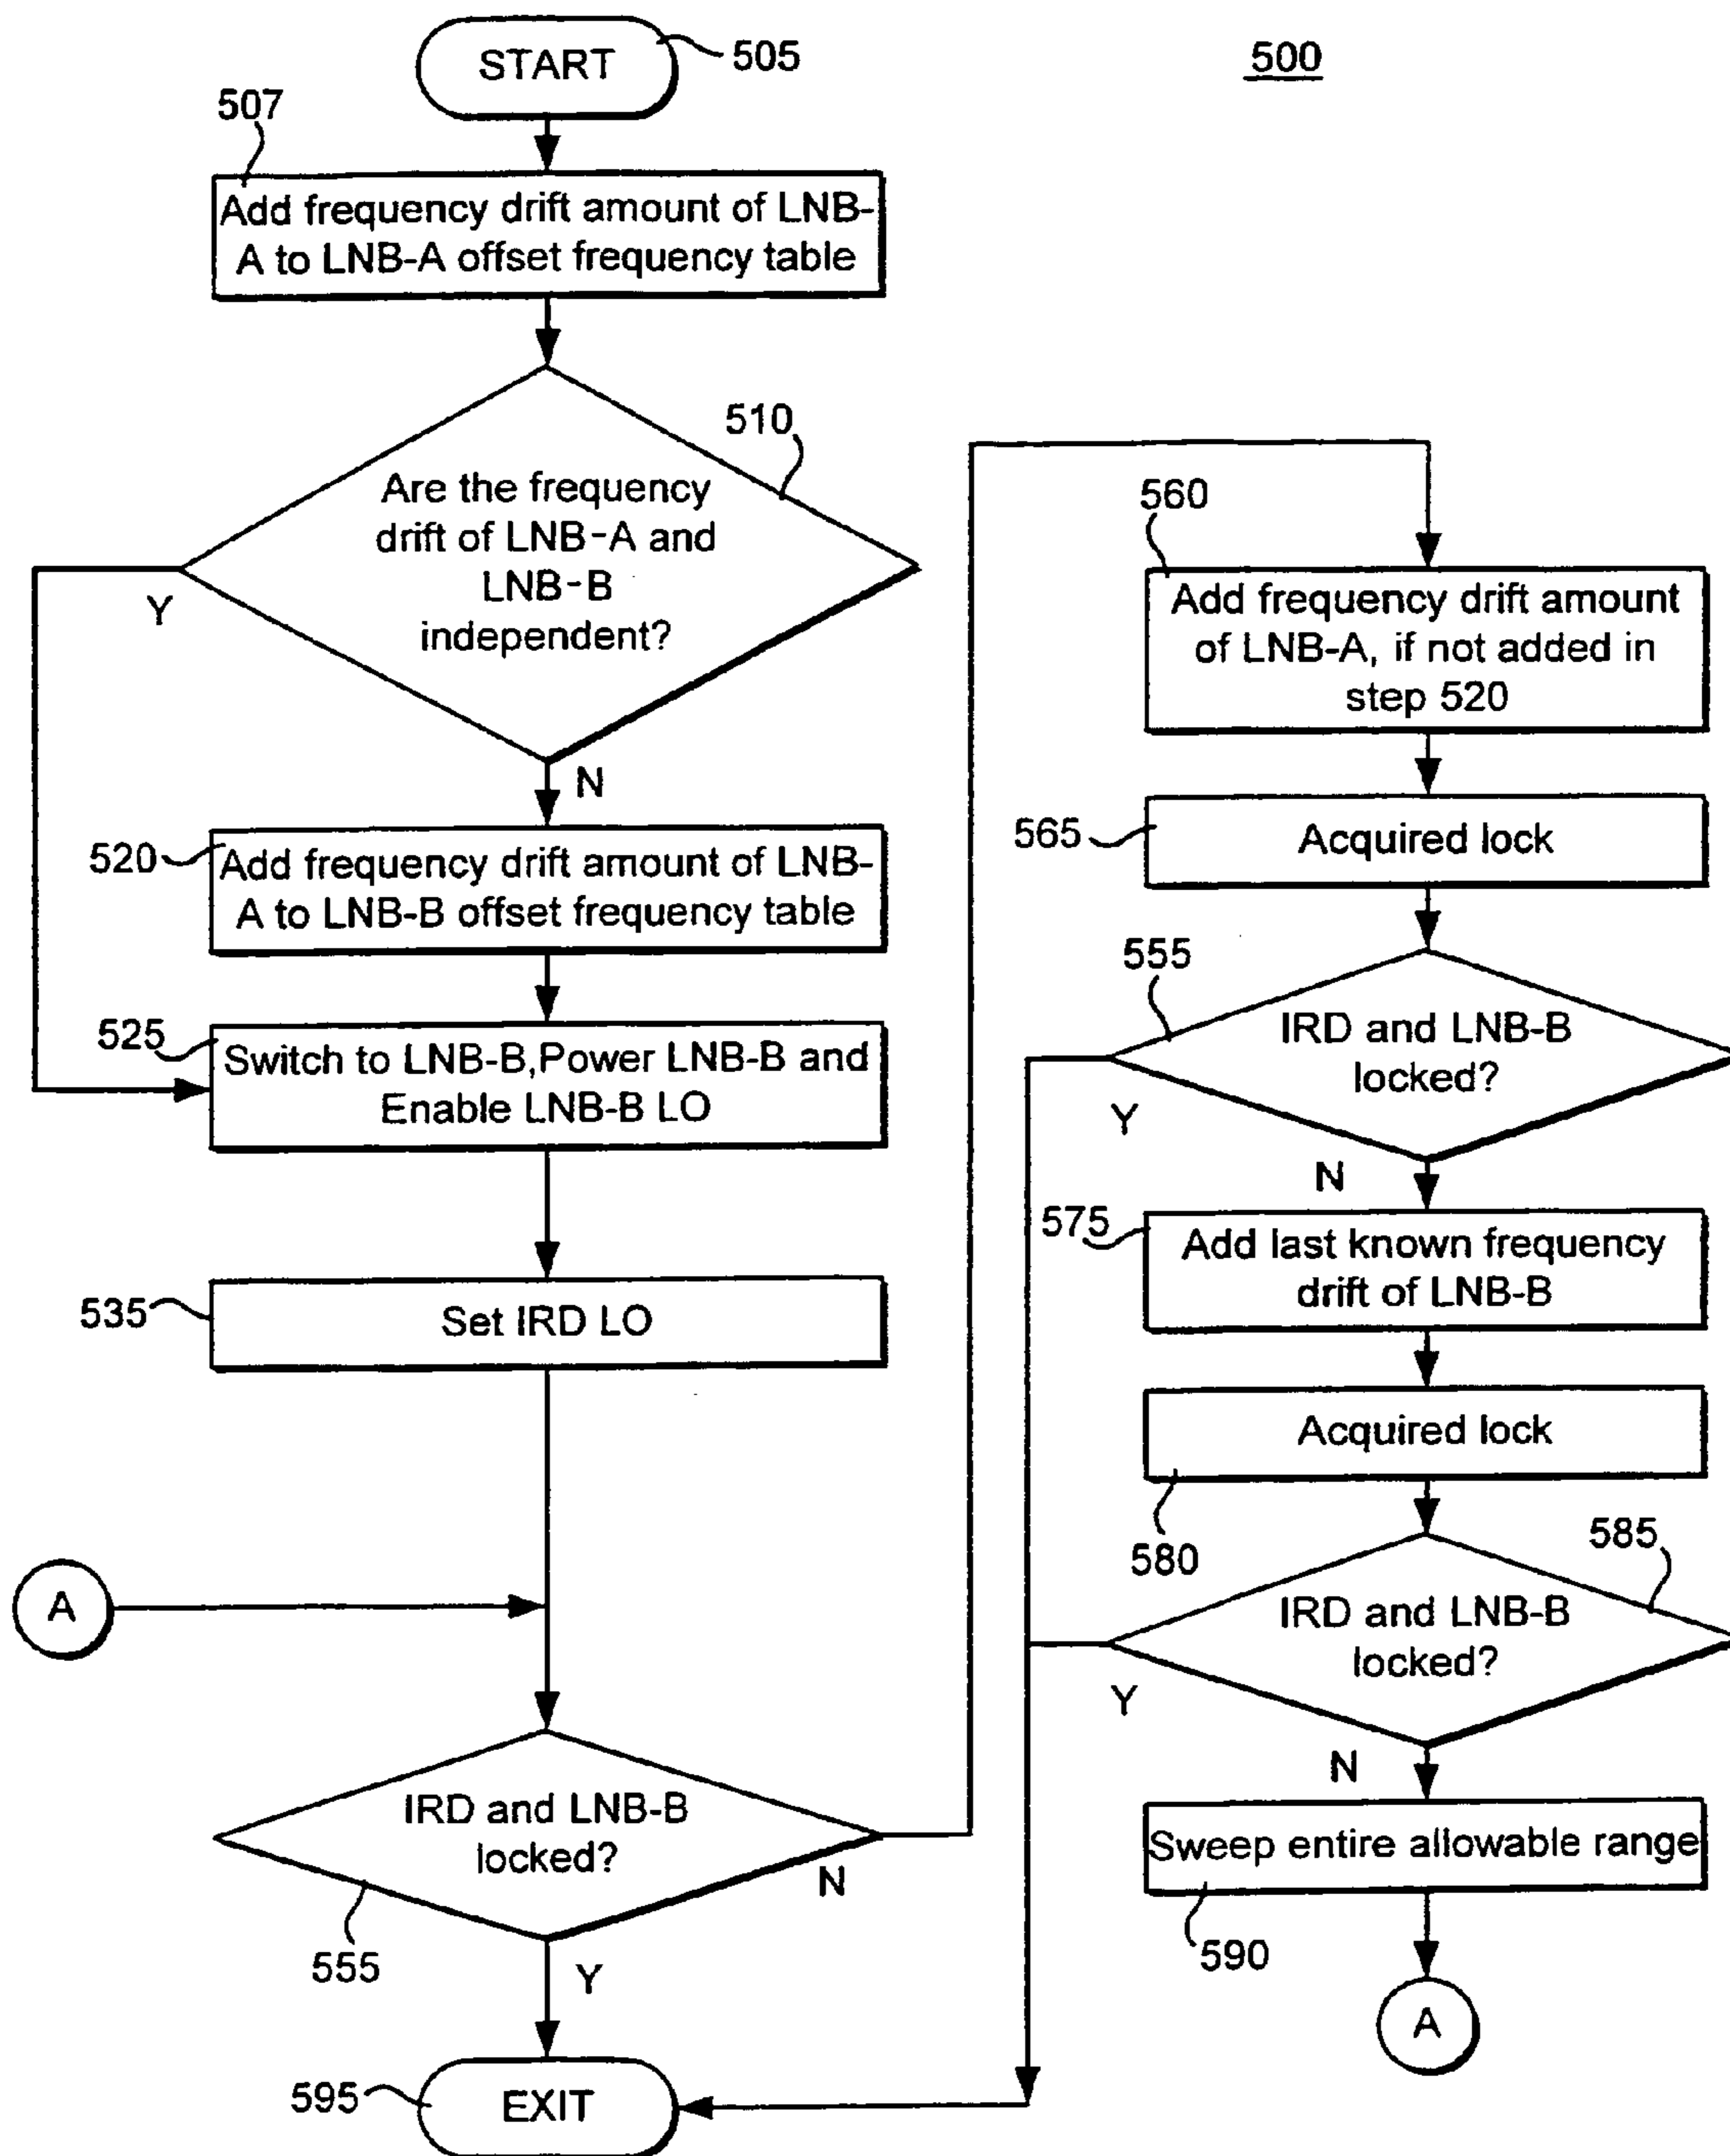 500
START
505
507
Add frequency drift amount of LNB-
A to LNB-A offset frequency table
510
Are the frequency
drift of LNB-A and
LNB-B
independent?
Y
N
520
Add frequency drift amount of LNB-
A to LNB-B offset frequency table
525
Switch to LNB-B,Power LNB-B and
Enable LNB-B LO
535
Set IRD LO
A
IRD and LNB-B
locked?
N
555
Y
595
EXIT
560
Add frequency drift amount
of LNB-A, if not added in
step 520
565
Acquired lock
555
IRD and LNB-B
locked?
Y
N
575
Add last known frequency
drift of LNB-B
Acquired lock
580
585
IRD and LNB-B
locked?
Y
N
Sweep entire allowable range
590
A